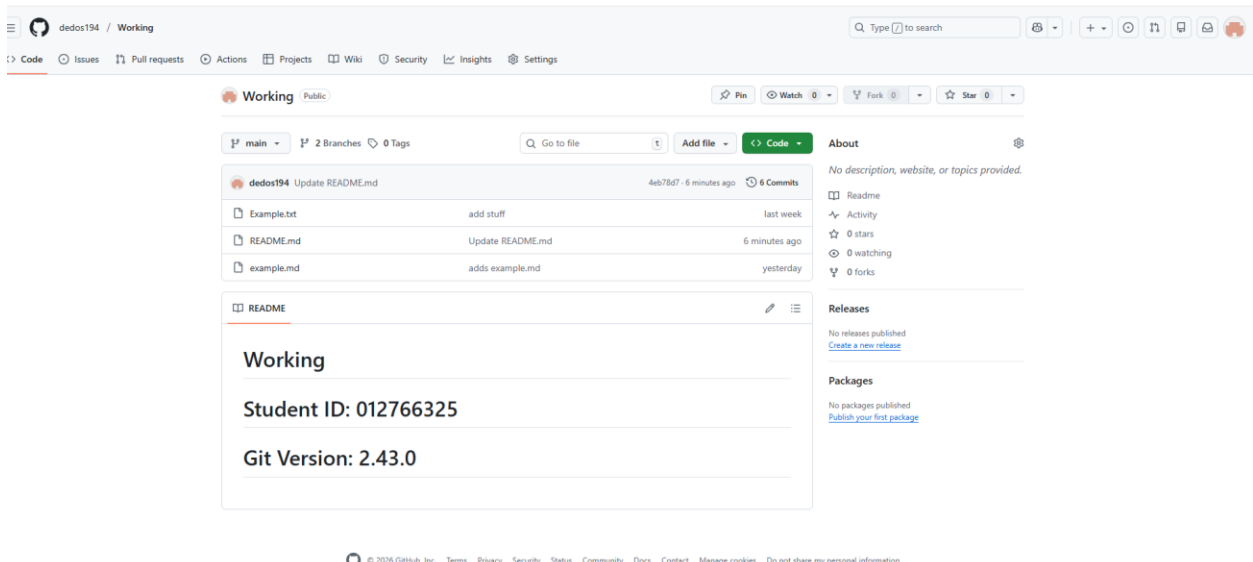 dedos194 / Working
Type / to search
Code Issues Pull requests Actions Projects Wiki Security Insights Settings
Working Public
Pin Watch 0 Fork 0 Star 0
main 2 Branches 0 Tags Go to file t Add file Code
About
No description, website, or topics provided.
dedos194 Update README.md 4eb78d7 · 6 minutes ago 6 Commits
Readme
Example.txt add stuff last week
Activity
0 stars
README.md Update README.md 6 minutes ago
0 watching
example.md adds example.md yesterday
0 forks
README
Releases
No releases published
Create a new release
Working
Packages
No packages published
Publish your first package
Student ID: 012766325
Git Version: 2.43.0
© 2026 GitHub, Inc. Terms Privacy Security Status Community Docs Contact Manage cookies Do not share my personal information